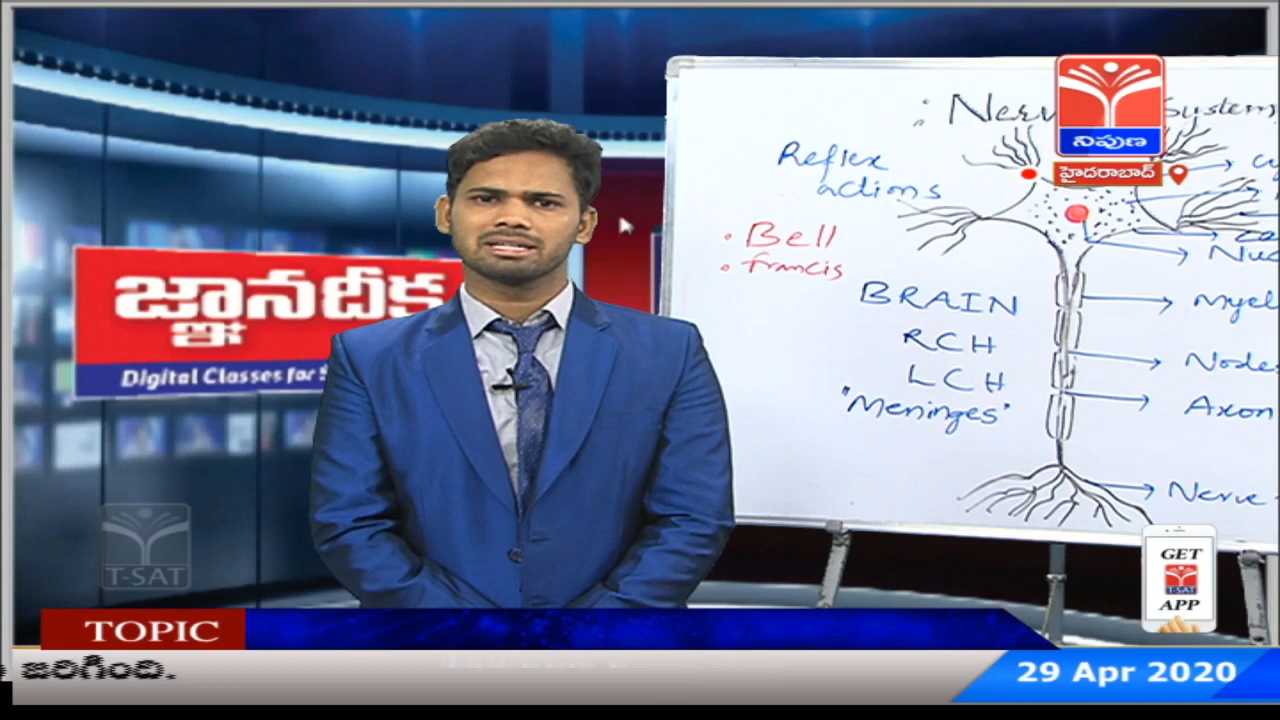 : Nerv System
నిపుణ
హైదరాబాద్
Reflex
actions
• Bell
• francis
Nuc
BRAIN
Myel
RCH
Node
LCH
Axon
"Meninges"
Nerve
జ్ఞానదీక్ష
Digital Classes for S
T-SAT
GET
T-SAT
APP
TOPIC
జరిగింది.
29 Apr 2020